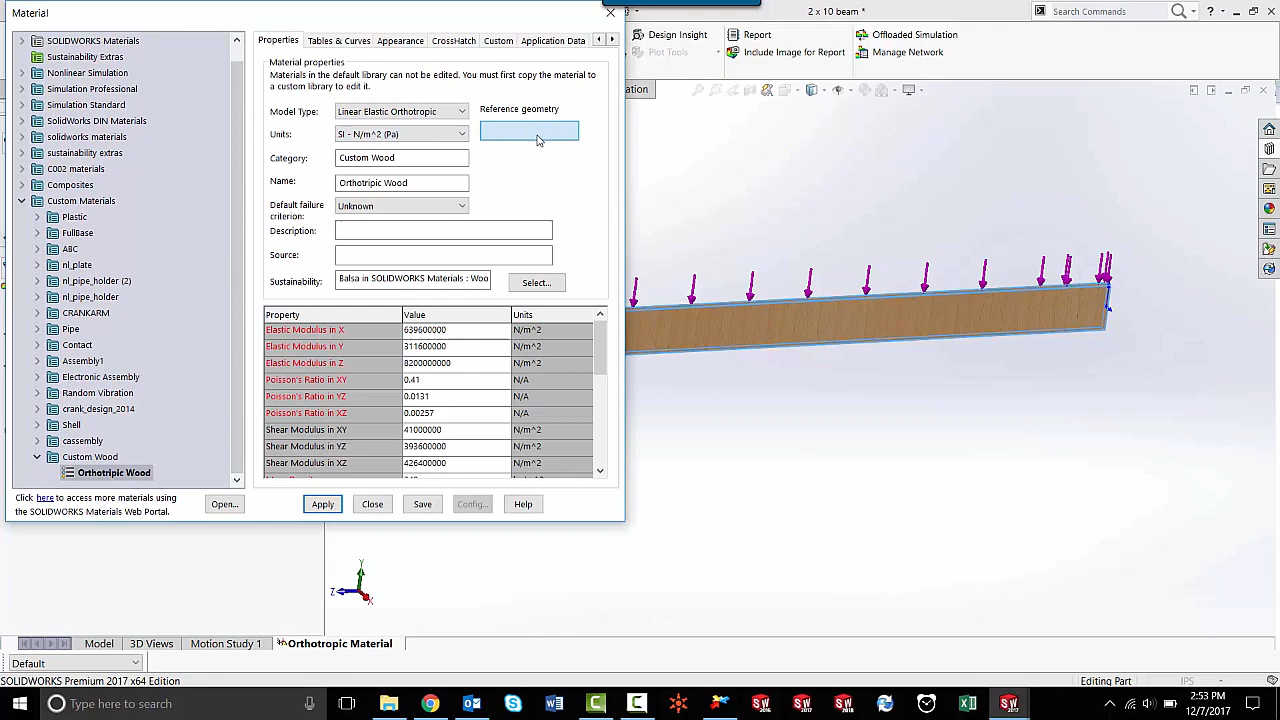 Material
SOLIDWORKS Materials
Sustainability Extras
Nonlinear Simulation
Simulation Professional
Simulation Standard
SolidWorks DIN Materials
solidworks materials
sustainability extras
C002 materials
Composites
Custom Materials
Plastic
FullBase
ABC
nl_plate
nl_pipe_holder (2)
nl_pipe_holder
CRANKARM
Pipe
Contact
Assembly1
Electronic Assembly
Random Vibration
crank_design_2014
Shell
cassembly
Custom Wood
Orthotripic Wood
Click here to access more materials using
the SOLIDWORKS Materials Web Portal.
Open...
Properties Tables & Curves Appearance CrossHatch Custom Application Data
Material properties
Materials in the default library can not be edited. You must first copy the material to
a custom library to edit it.
Model Type: Linear Elastic Orthotropic
Reference geometry
Units: SI - N/m^2 (Pa)
Category: Custom Wood
Name: Orthotripic Wood
Default failure
criterion: Unknown
Description:
Source:
Sustainability: Balsa in SOLIDWORKS Materials : Woo Select...
Property Value Units
Elastic Modulus in X 639600000 N/m^2
Elastic Modulus in Y 311600000 N/m^2
Elastic Modulus in Z 8200000000 N/m^2
Poisson's Ratio in XY 0.41 N/A
Poisson's Ratio in YZ 0.0131 N/A
Poisson's Ratio in XZ 0.00257 N/A
Shear Modulus in XY 41000000 N/m^2
Shear Modulus in YZ 393600000 N/m^2
Shear Modulus in XZ 426400000 N/m^2
Apply Close Save Config... Help
2 x 10 beam *
Search Commands
?
Design Insight Report Offloaded Simulation
Plot Tools Include Image for Report Manage Network
Y
Z
X
Model 3D Views Motion Study 1 Orthotropic Material
Default
SOLIDWORKS Premium 2017 x64 Edition
Editing Part IPS
Type here to search
SW 2016
SW 2017
SW 2018
SW 2017
2:53 PM
12/7/2017